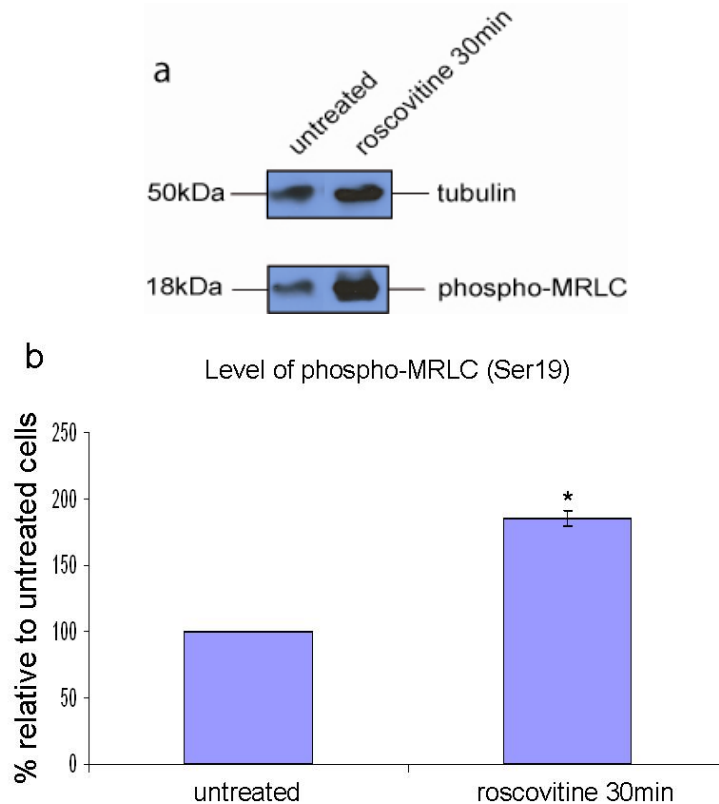 a
untreated
roscovitine 30min
50kDa
tubulin
18kDa
phospho-MRLC
b
Level of phospho-MRLC (Ser19)
% relative to untreated cells
250
200
*
150
100
50
0
untreated
roscovitine 30min